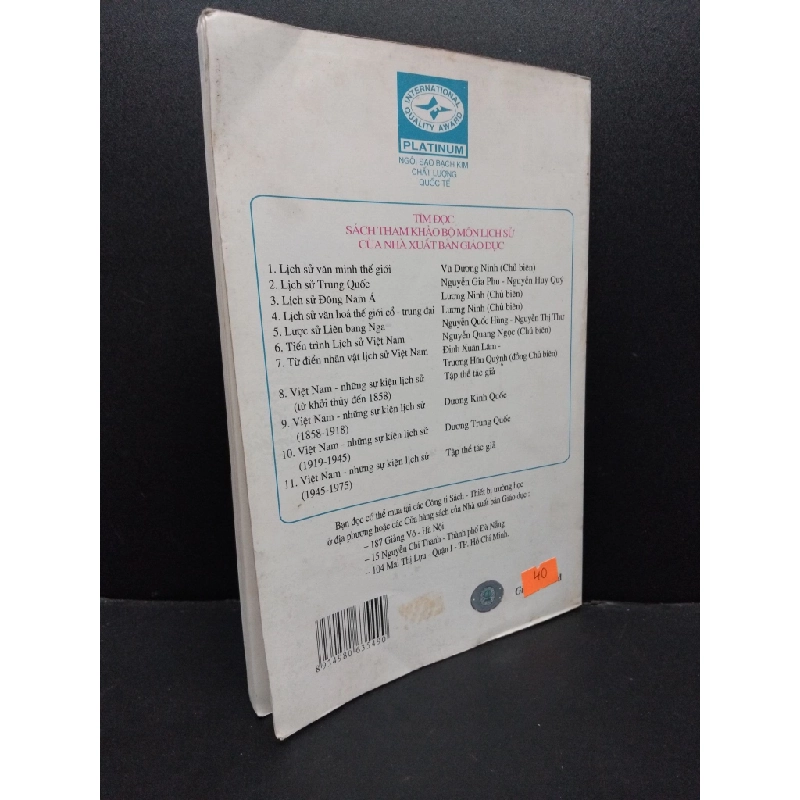 INTERNATIONAL
QUALITY AWARD
PLATINUM
NGÔI SAO BẠCH KIM
CHẤT LƯỢNG
QUỐC TẾ
TÌM ĐỌC
SÁCH THAM KHẢO BỘ MÔN LỊCH SỬ
CỦA NHÀ XUẤT BẢN GIÁO DỤC
1. Lịch sử văn minh thế giới Vũ Dương Ninh (Chủ biên)
2. Lịch sử Trung Quốc Nguyễn Gia Phu - Nguyễn Huy Quý
3. Lịch sử Đông Nam Á Lương Ninh (Chủ biên)
4. Lịch sử văn hoá thế giới cổ - trung đại Lương Ninh (Chủ biên)
5. Lược sử Liên bang Nga Nguyễn Quốc Hùng - Nguyễn Thị Thư
6. Tiến trình Lịch sử Việt Nam Nguyễn Quang Ngọc (Chủ biên)
7. Từ điển nhân vật lịch sử Việt Nam Đinh Xuân Lâm -
Trương Hữu Quýnh (đồng Chủ biên)
8. Việt Nam - những sự kiện lịch sử Tập thể tác giả
(từ khởi thủy đến 1858)
9. Việt Nam - những sự kiện lịch sử Dương Kinh Quốc
(1858-1918)
10. Việt Nam - những sự kiện lịch sử Dương Trung Quốc
(1919-1945)
11. Việt Nam - những sự kiện lịch sử Tập thể tác giả
(1945-1975)
Bạn đọc có thể mua tại các Công ti Sách - Thiết bị trường học
ở địa phương hoặc các Cửa hàng sách của Nhà xuất bản Giáo dục :
– 187 Giảng Võ - Hà Nội
– 15 Nguyễn Chí Thanh - Thành phố Đà Nẵng
– 104 Mai Thị Lựu - Quận 1 - TP. Hồ Chí Minh.
40
8934980635490